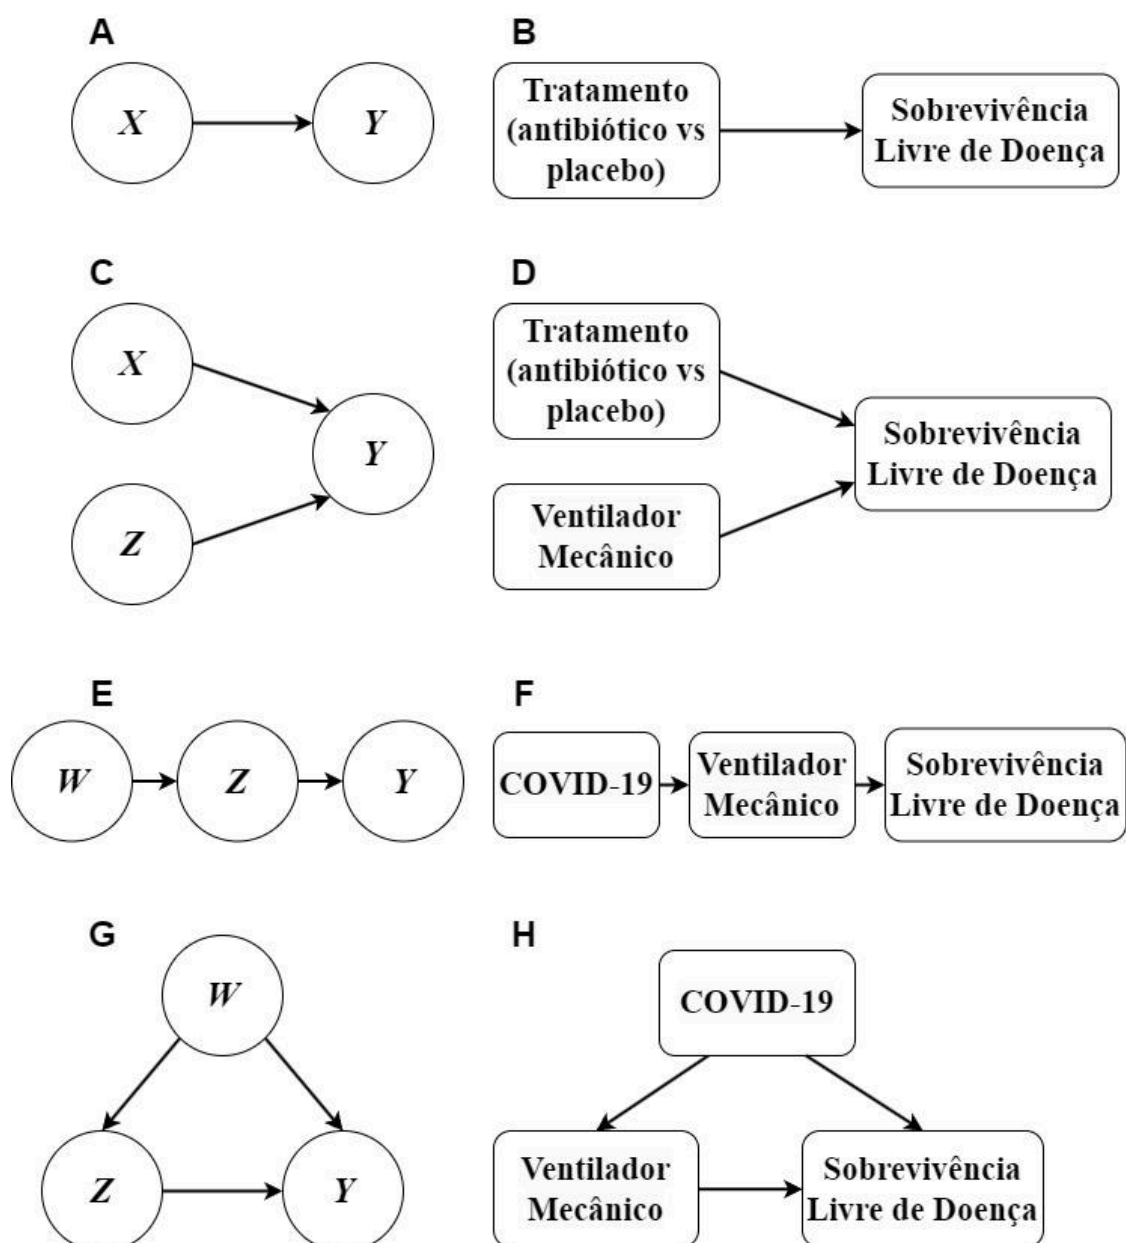 A
B
X
Y
Tratamento
(antibiótico vs
placebo)
Sobrevivência
Livre de Doença
C
D
X
Z
Y
Tratamento
(antibiótico vs
placebo)
Ventilador
Mecânico
Sobrevivência
Livre de Doença
E
F
W
Z
Y
COVID-19
Ventilador
Mecânico
Sobrevivência
Livre de Doença
G
H
W
Z
Y
COVID-19
Ventilador
Mecânico
Sobrevivência
Livre de Doença